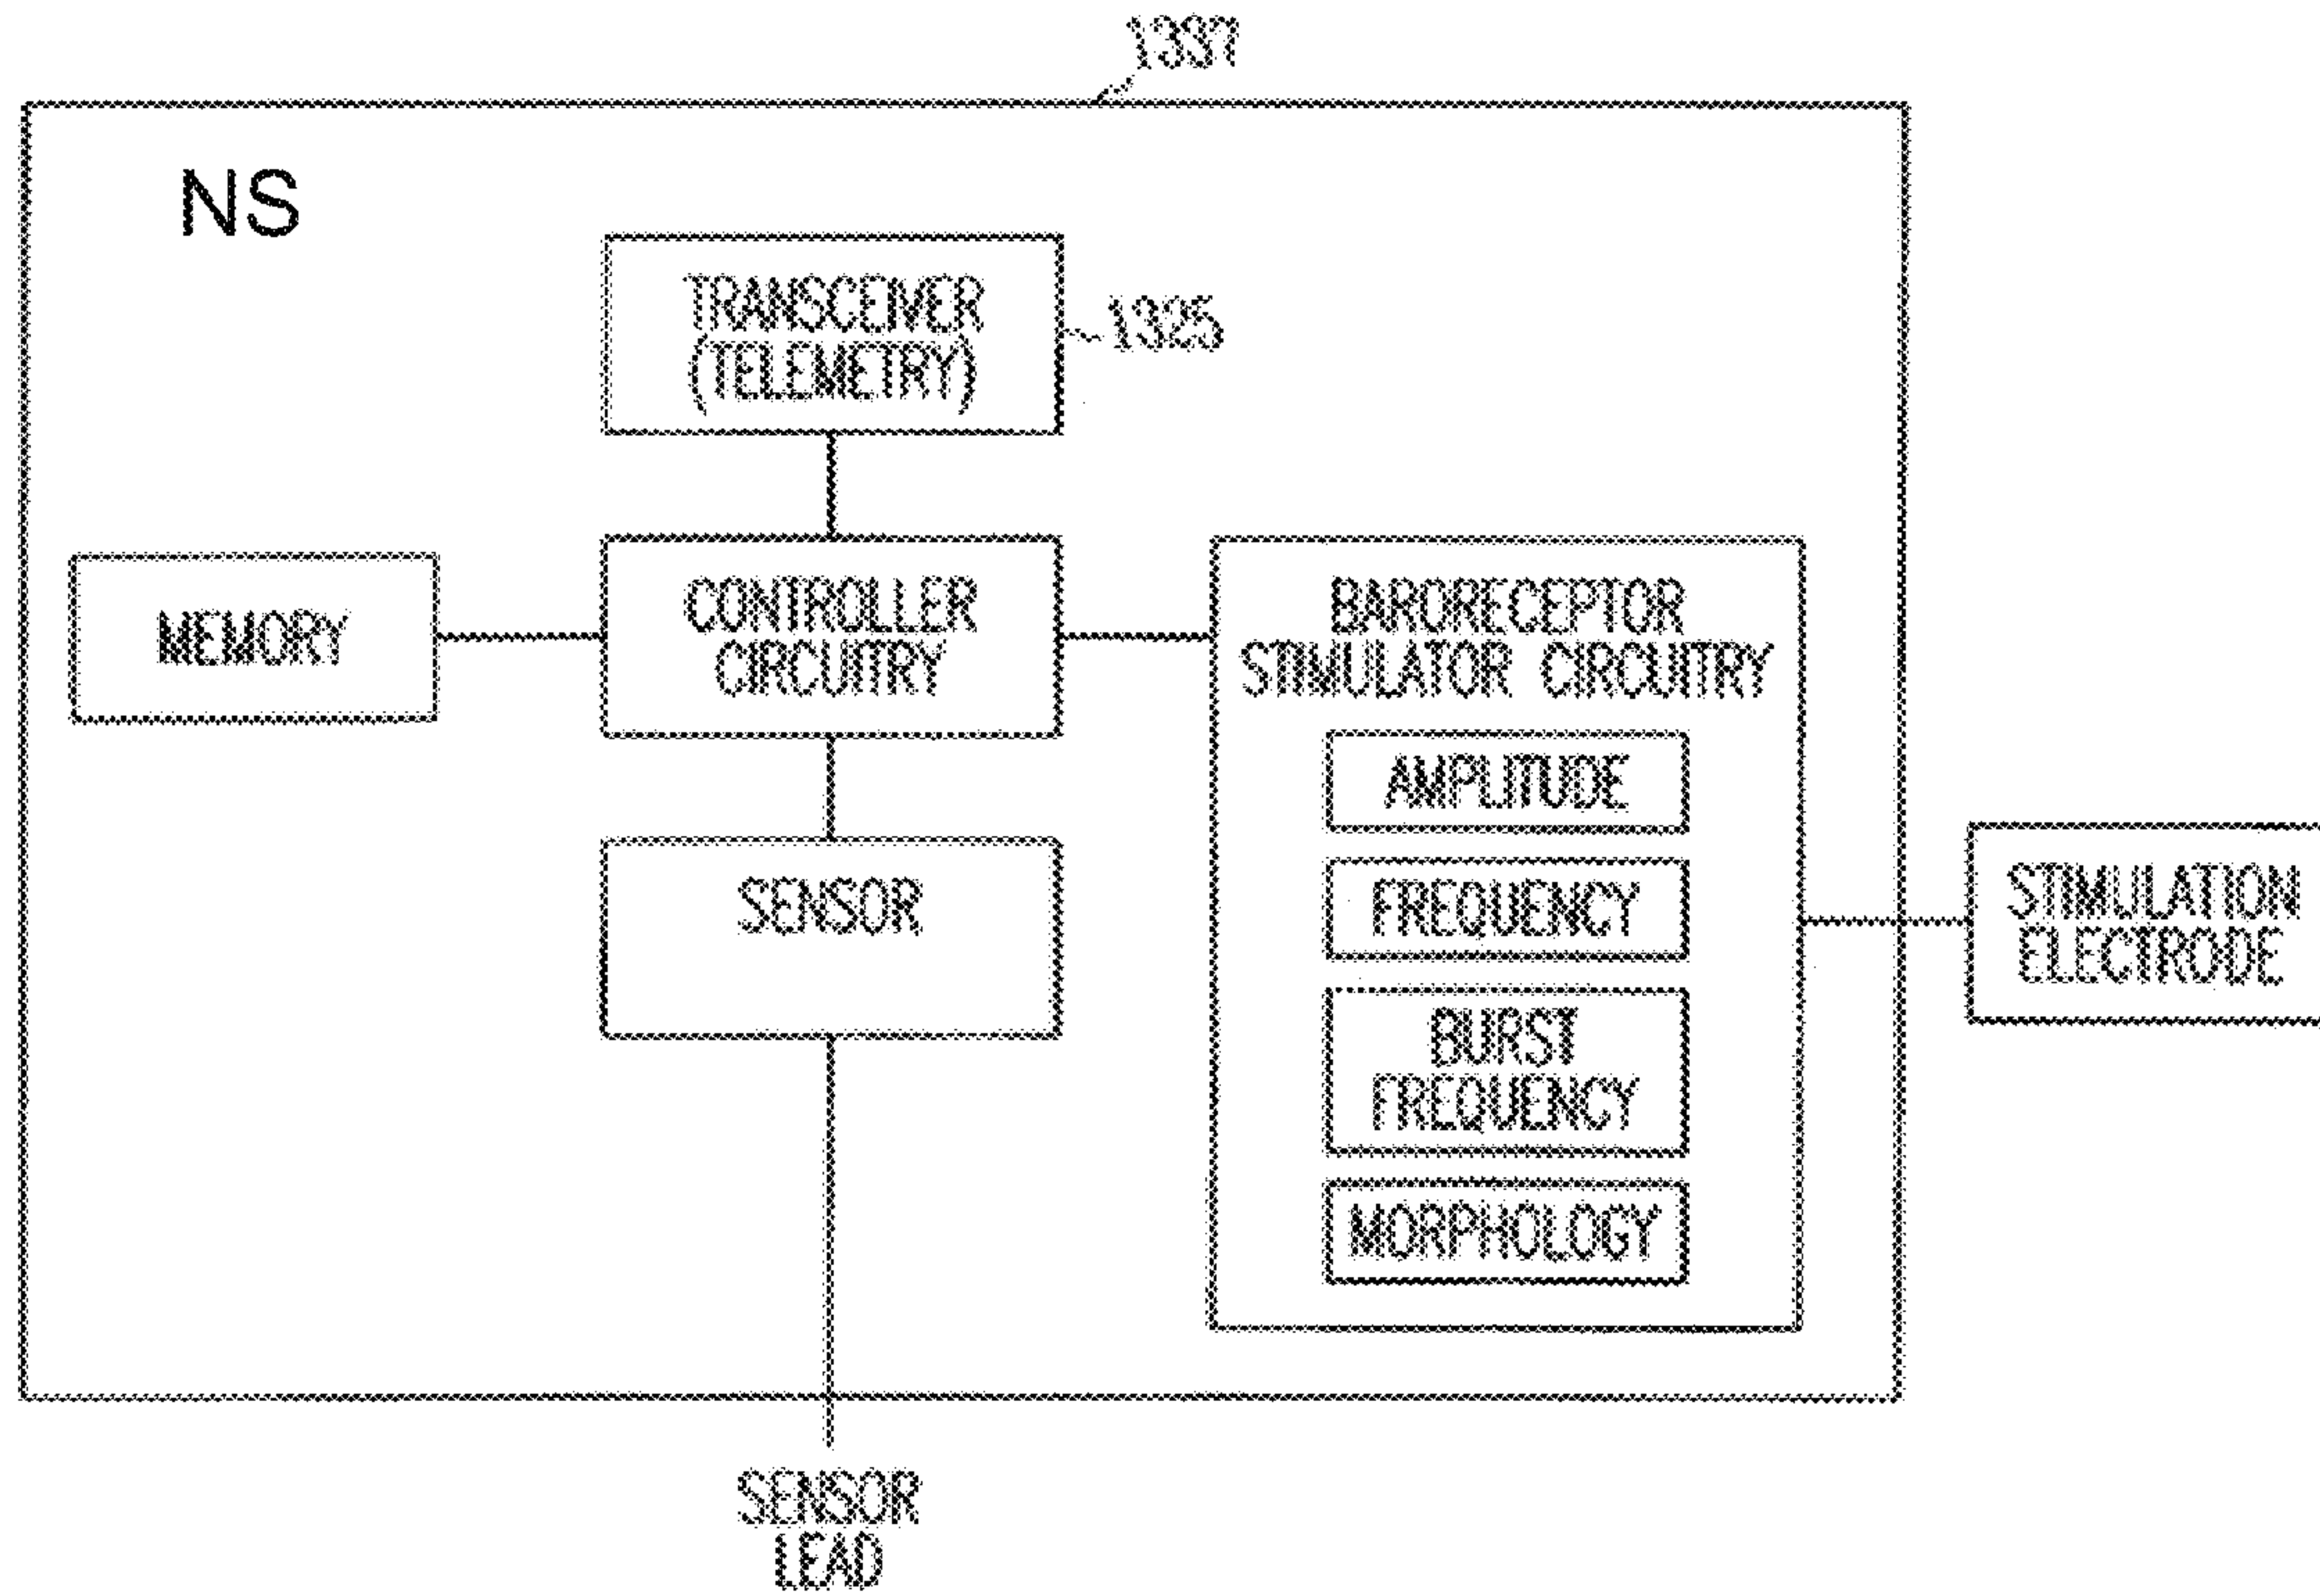 1337
NS
TRANSCEIVER
(TELEMETRY)
1325
MEMORY
CONTROLLER
CIRCUITRY
BARORECEPTOR
STIMULATOR CIRCUITRY
AMPLITUDE
FREQUENCY
BURST
FREQUENCY
MORPHOLOGY
SENSOR
STIMULATION
ELECTRODE
SENSOR
LEAD